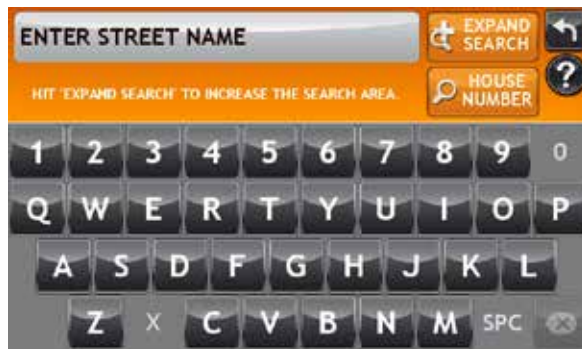 ENTER STREET NAME
EXPAND
SEARCH
HIT 'EXPAND SEARCH' TO INCREASE THE SEARCH AREA.
HOUSE
NUMBER
?
1 2 3 4 5 6 7 8 9 0
Q W E R T Y U I O P
A S D F G H J K L
Z X C V B N M SPC